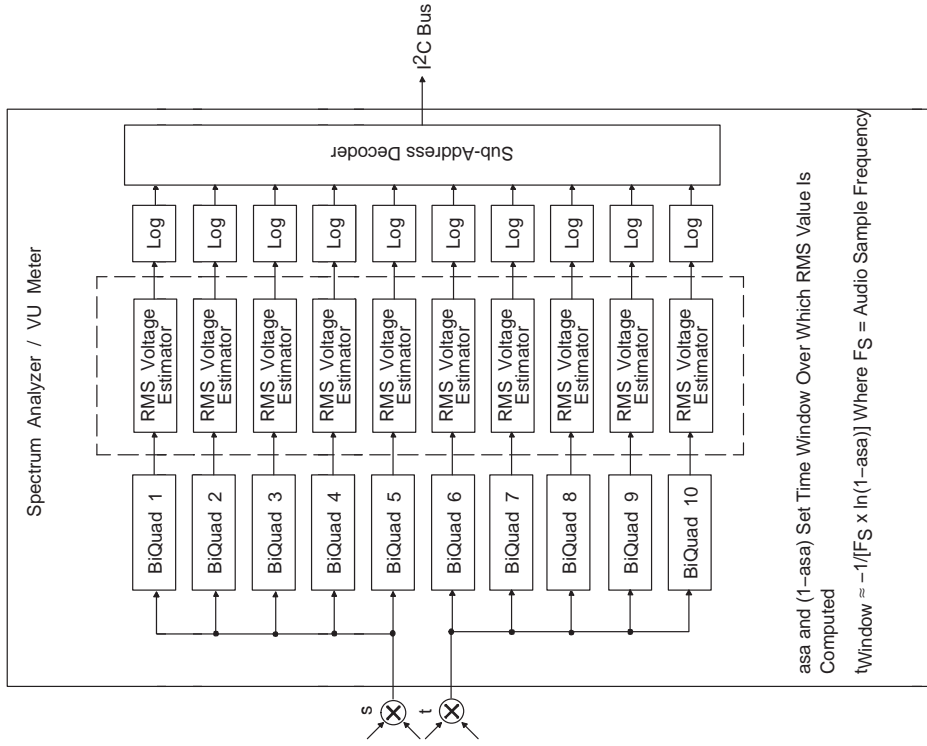 Spectrum Analyzer / VU Meter
s
t
BiQuad 1
BiQuad 2
BiQuad 3
BiQuad 4
BiQuad 5
BiQuad 6
BiQuad 7
BiQuad 8
BiQuad 9
BiQuad 10
RMS Voltage
Estimator
RMS Voltage
Estimator
RMS Voltage
Estimator
RMS Voltage
Estimator
RMS Voltage
Estimator
RMS Voltage
Estimator
RMS Voltage
Estimator
RMS Voltage
Estimator
RMS Voltage
Estimator
RMS Voltage
Estimator
Log
Log
Log
Log
Log
Log
Log
Log
Log
Log
Sub-Address Decoder
I2C Bus
asa and (1−asa) Set Time Window Over Which RMS Value Is
Computed
tWindow ≈ −1/[FS x ln(1−asa)] Where FS = Audio Sample Frequency